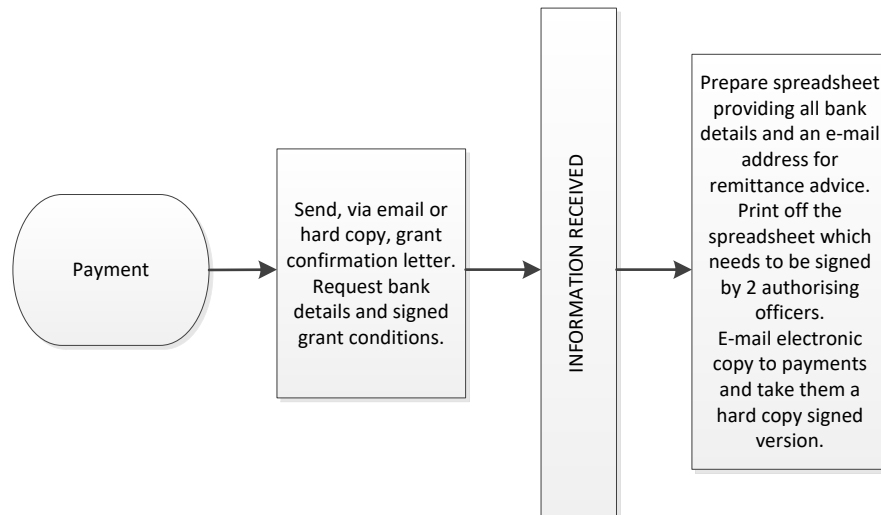 Payment
Send, via email or
hard copy, grant
confirmation letter.
Request bank
details and signed
grant conditions.
INFORMATION RECEIVED
Prepare spreadsheet
providing all bank
details and an e-mail
address for
remittance advice.
Print off the
spreadsheet which
needs to be signed
by 2 authorising
officers.
E-mail electronic
copy to payments
and take them a
hard copy signed
version.